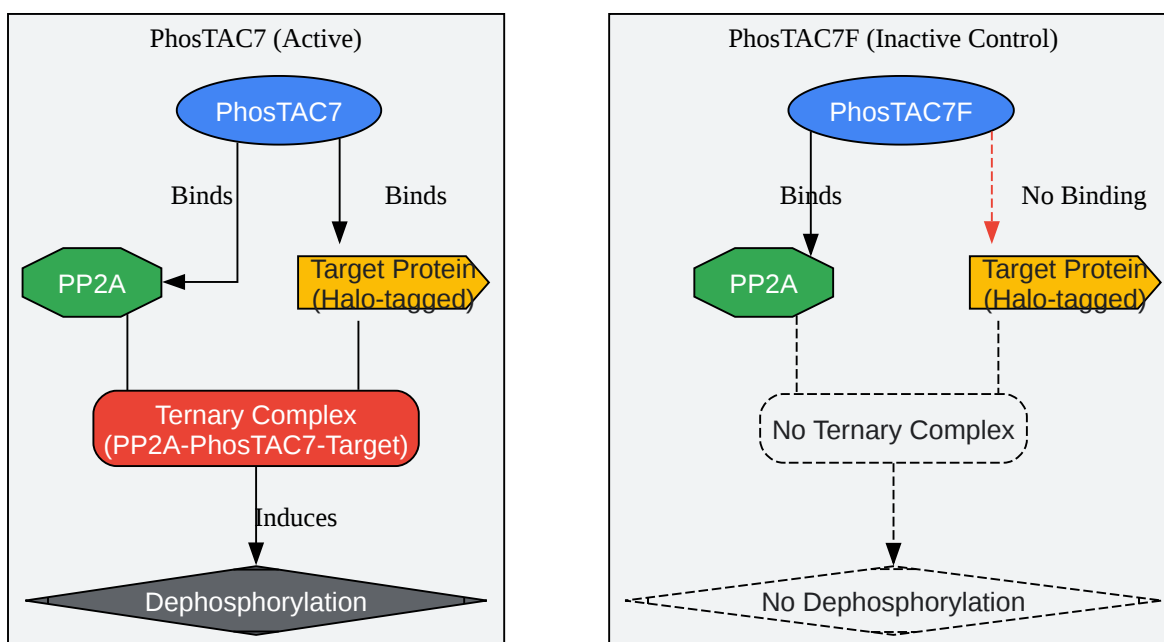 PhosTAC7 (Active)
PhosTAC7
Binds
Binds
PP2A
Target Protein
(Halo-tagged)
Ternary Complex
(PP2A-PhosTAC7-Target)
Induces
Dephosphorylation
PhosTAC7F (Inactive Control)
PhosTAC7F
Binds
No Binding
PP2A
Target Protein
(Halo-tagged)
No Ternary Complex
No Dephosphorylation